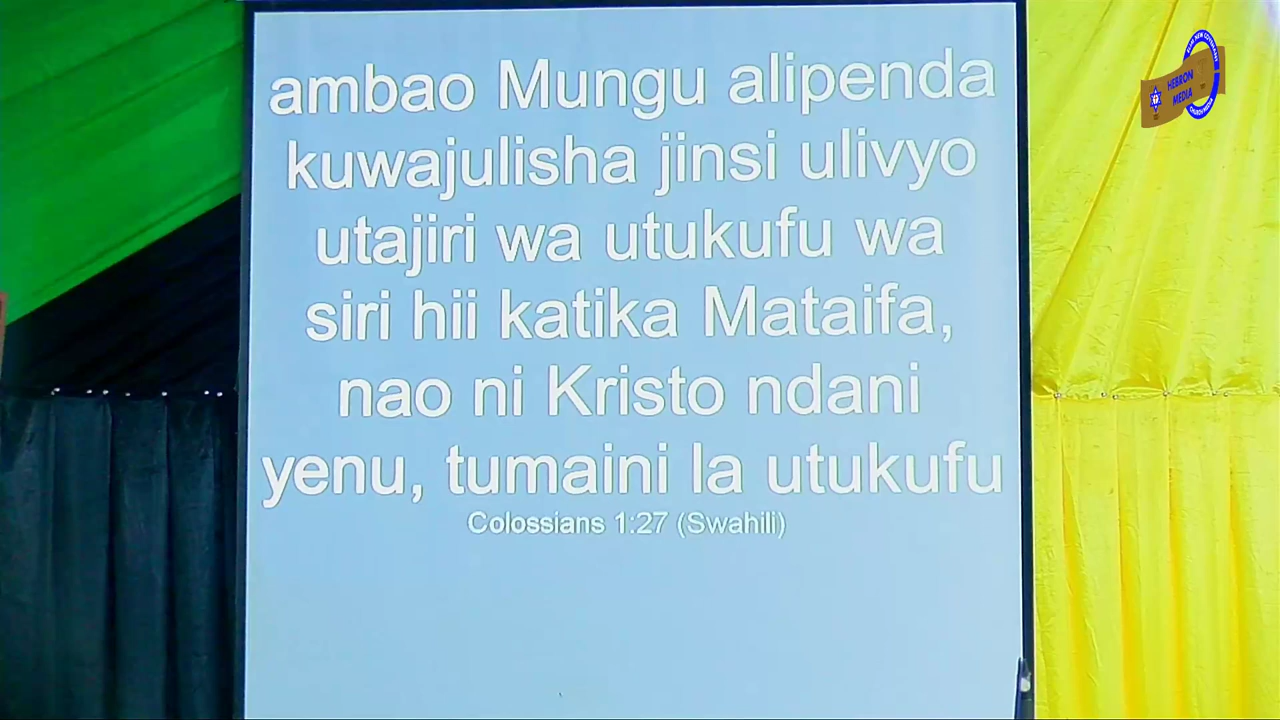 ambao Mungu alipenda
kuwajulisha jinsi ulivyo
utajiri wa utukufu wa
siri hii katika Mataifa,
nao ni Kristo ndani
yenu, tumaini la utukufu
Colossians 1:27 (Swahili)
HEBRON
MEDIA